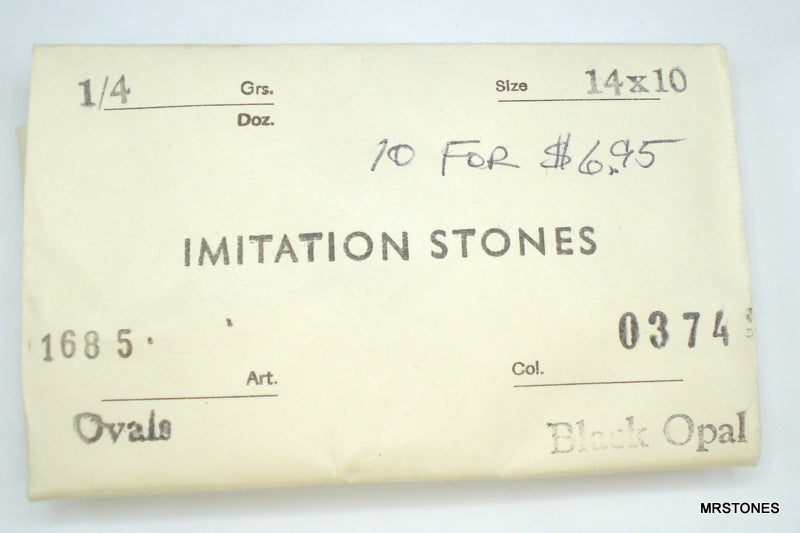 1/4 Grs. Size 14x10
Doz.
10 FOR $6.95
IMITATION STONES
1685. 0374
Art. Col.
Ovals Black Opal
MRSTONES